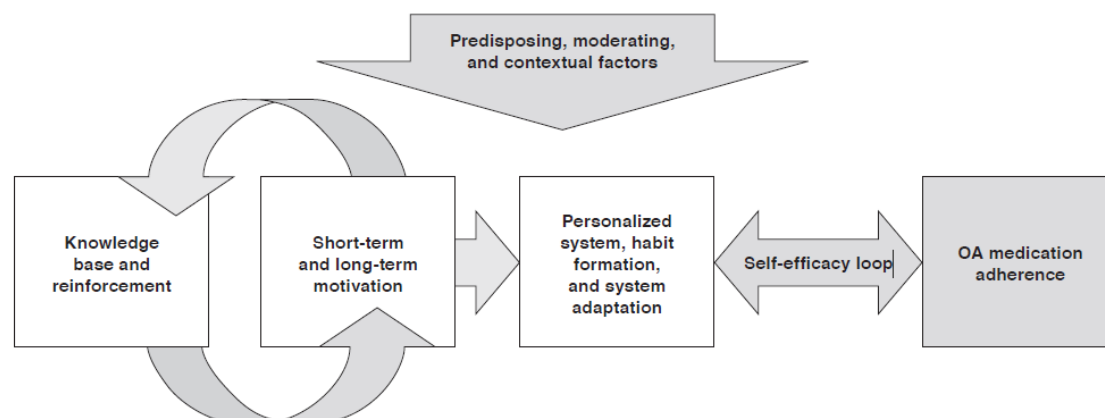 Predisposing, moderating,
and contextual factors
Knowledge
base and
reinforcement
Short-term
and long-term
motivation
Personalized
system, habit
formation,
and system
adaptation
Self-efficacy loop
OA medication
adherence